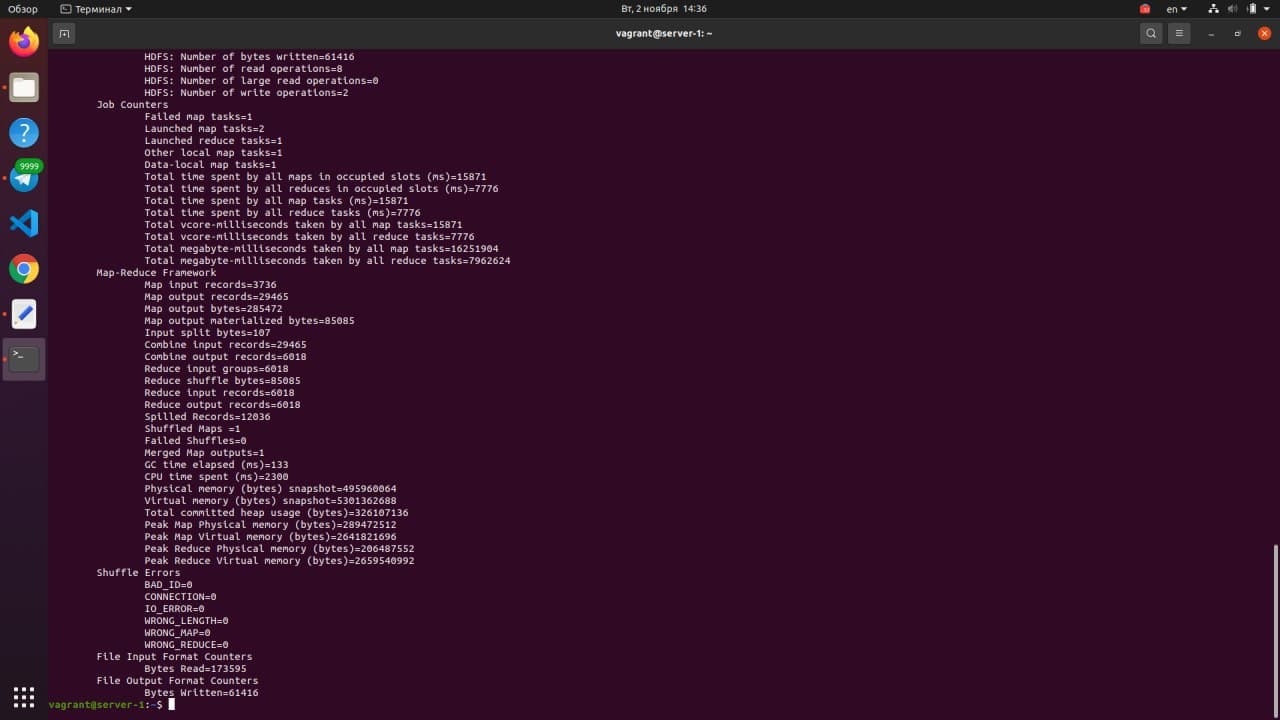 Обзор
Терминал
Вт, 2 ноября 14:36
en
vagrant@server-1: ~
9999
HDFS: Number of bytes written=61416
HDFS: Number of read operations=8
HDFS: Number of large read operations=0
HDFS: Number of write operations=2
Job Counters
Failed map tasks=1
Launched map tasks=2
Launched reduce tasks=1
Other local map tasks=1
Data-local map tasks=1
Total time spent by all maps in occupied slots (ms)=15871
Total time spent by all reduces in occupied slots (ms)=7776
Total time spent by all map tasks (ms)=15871
Total time spent by all reduce tasks (ms)=7776
Total vcore-milliseconds taken by all map tasks=15871
Total vcore-milliseconds taken by all reduce tasks=7776
Total megabyte-milliseconds taken by all map tasks=16251904
Total megabyte-milliseconds taken by all reduce tasks=7962624
Map-Reduce Framework
Map input records=3736
Map output records=29465
Map output bytes=285472
Map output materialized bytes=85085
Input split bytes=107
Combine input records=29465
Combine output records=6018
Reduce input groups=6018
Reduce shuffle bytes=85085
Reduce input records=6018
Reduce output records=6018
Spilled Records=12036
Shuffled Maps =1
Failed Shuffles=0
Merged Map outputs=1
GC time elapsed (ms)=133
CPU time spent (ms)=2300
Physical memory (bytes) snapshot=495960064
Virtual memory (bytes) snapshot=5301362688
Total committed heap usage (bytes)=326107136
Peak Map Physical memory (bytes)=289472512
Peak Map Virtual memory (bytes)=2641821696
Peak Reduce Physical memory (bytes)=206487552
Peak Reduce Virtual memory (bytes)=2659540992
Shuffle Errors
BAD_ID=0
CONNECTION=0
IO_ERROR=0
WRONG_LENGTH=0
WRONG_MAP=0
WRONG_REDUCE=0
File Input Format Counters
Bytes Read=173595
File Output Format Counters
Bytes Written=61416
vagrant@server-1:~$